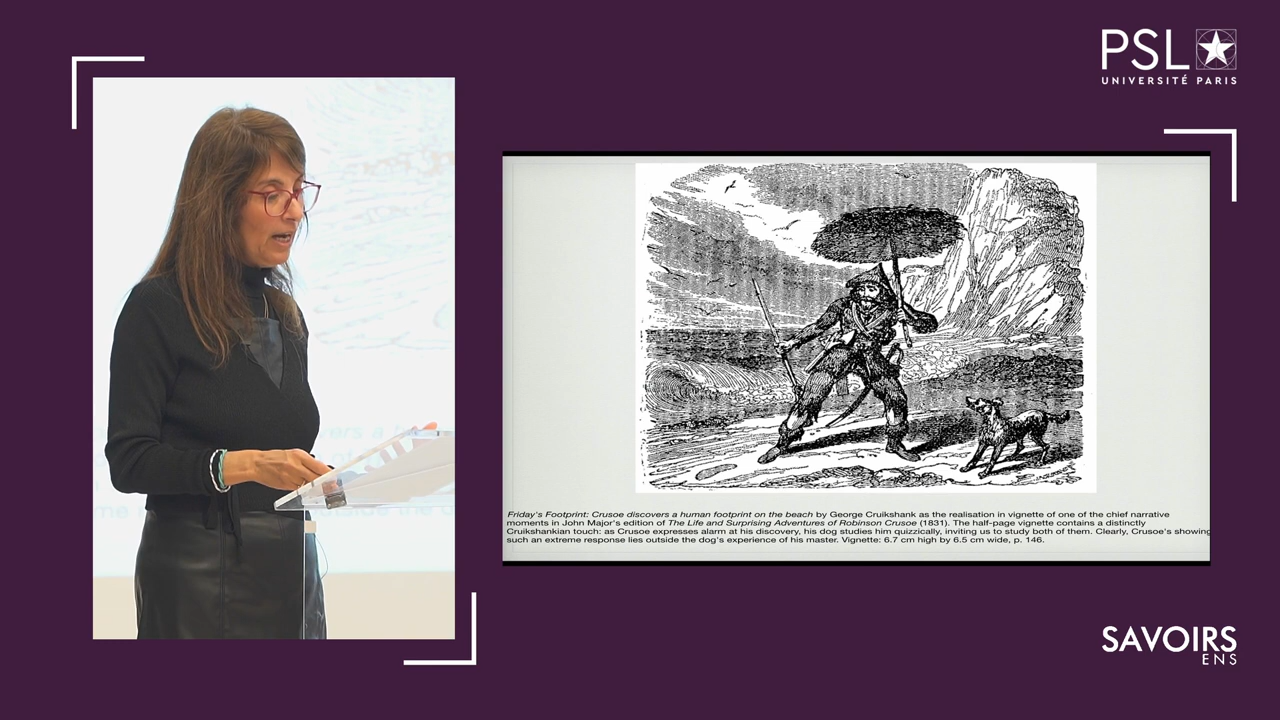 PSL
UNIVERSITÉ PARIS
Friday's Footprint: Crusoe discovers a human footprint on the beach by George Cruikshank as the realisation in vignette of one of the chief narrative
moments in John Major's edition of The Life and Surprising Adventures of Robinson Crusoe (1831). The half-page vignette contains a distinctly
Cruikshankian touch: as Crusoe expresses alarm at his discovery, his dog studies him quizzically, inviting us to study both of them. Clearly, Crusoe's showing
such an extreme response lies outside the dog's experience of his master. Vignette: 6.7 cm high by 6.5 cm wide, p. 146.
SAVOIRS
ENS